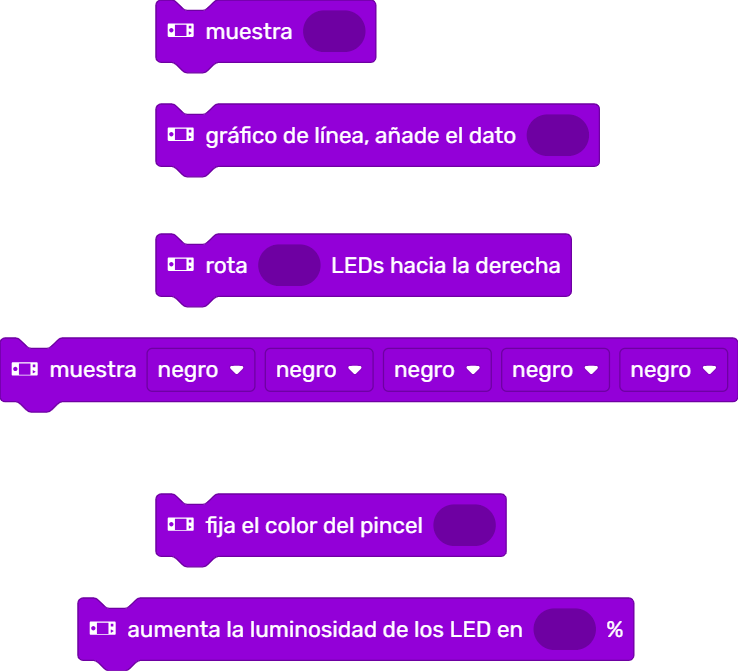 muestra
gráfico de línea, añade el dato
rota LEDs hacia la derecha
muestra negro negro negro negro negro
fija el color del pincel
aumenta la luminosidad de los LED en %